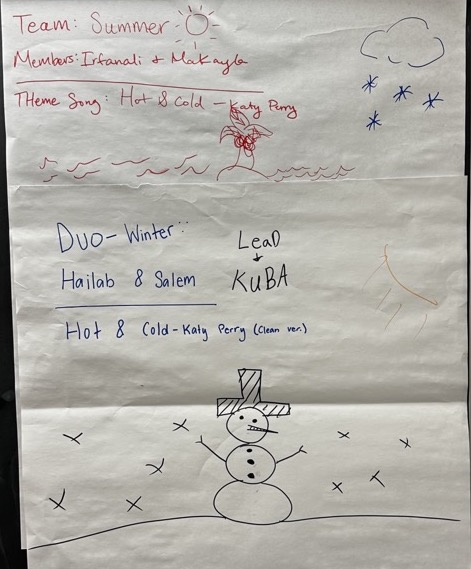 Team: Summer
Members: Irfanali & Makayla
Theme Song: Hot & Cold - Katy Perry
Duo-Winter:
Hailab & Salem
Lead
KUBA
Hot & Cold-Katy Perry (Clean ver.)